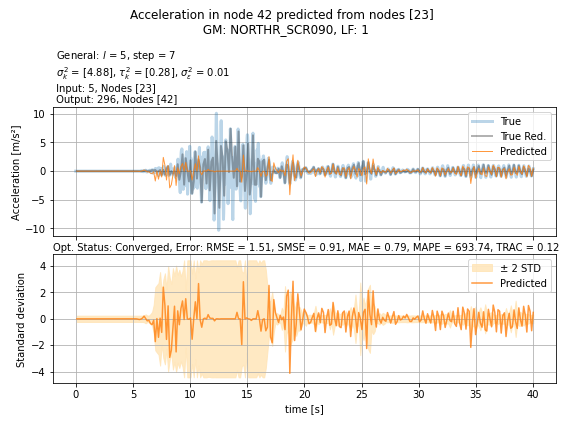 Acceleration in node 42 predicted from nodes [23]
GM: NORTHR_SCR090, LF: 1
General: l = 5, step = 7
σ²ₖ = [4.88], τ²ₖ = [0.28], σ²ε = 0.01
Input: 5, Nodes [23]
Output: 296, Nodes [42]
10
5
0
−5
−10
Acceleration [m/s²]
True
True Red.
Predicted
Opt. Status: Converged, Error: RMSE = 1.51, SMSE = 0.91, MAE = 0.79, MAPE = 693.74, TRAC = 0.12
4
2
0
−2
−4
Standard deviation
± 2 STD
Predicted
0 5 10 15 20 25 30 35 40
time [s]